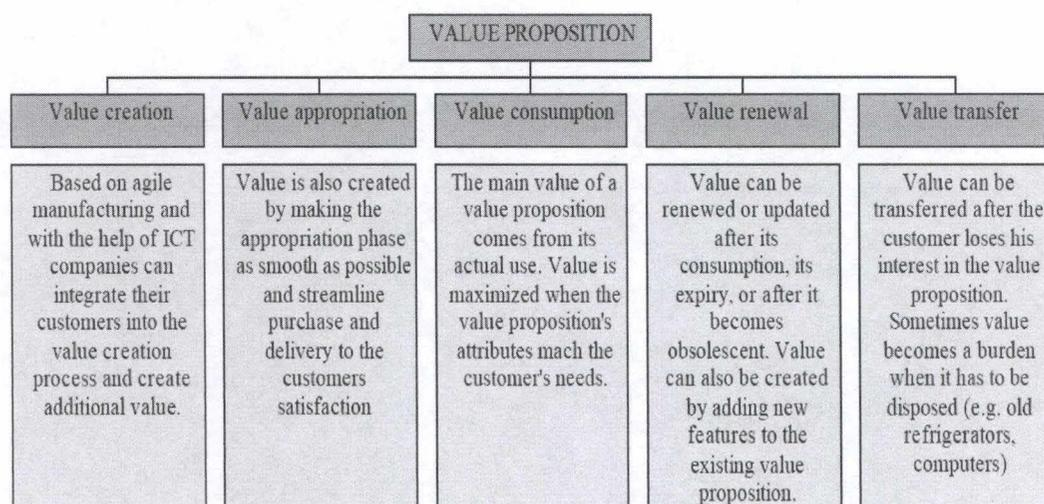 VALUE PROPOSITION
Value creation
Based on agile
manufacturing and
with the help of ICT
companies can
integrate their
customers into the
value creation
process and create
additional value.
Value appropriation
Value is also created
by making the
appropriation phase
as smooth as possible
and streamline
purchase and
delivery to the
customers
satisfaction
Value consumption
The main value of a
value proposition
comes from its
actual use. Value is
maximized when the
value proposition's
attributes mach the
customer's needs.
Value renewal
Value can be
renewed or updated
after its
consumption, its
expiry, or after it
becomes
obsolescent. Value
can also be created
by adding new
features to the
existing value
proposition.
Value transfer
Value can be
transferred after the
customer loses his
interest in the value
proposition.
Sometimes value
becomes a burden
when it has to be
disposed (e.g. old
refrigerators,
computers)